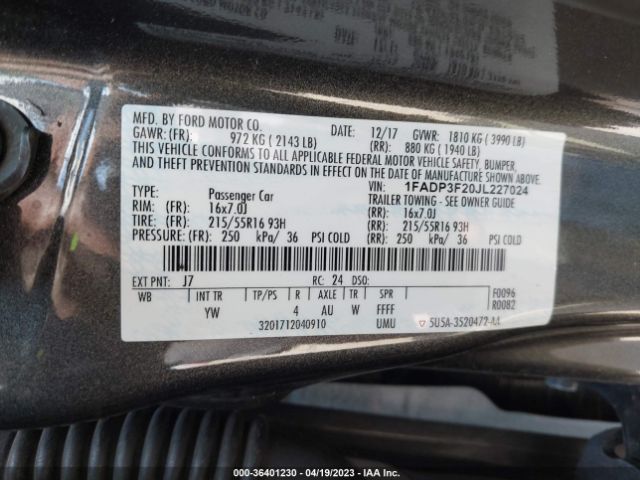 MFD. BY FORD MOTOR CO.
DATE: 12/17 GVWR: 1810 KG ( 3990 LB)
GAWR: (FR): 972 KG ( 2143 LB) (RR): 880 KG ( 1940 LB)
THIS VEHICLE CONFORMS TO ALL APPLICABLE FEDERAL MOTOR VEHICLE SAFETY, BUMPER,
AND THEFT PREVENTION STANDARDS IN EFFECT ON THE DATE OF MANUFACTURE SHOWN ABOVE.
VIN: 1FADP3F20JL227024
TYPE: Passenger Car TRAILER TOWING - SEE OWNER GUIDE
RIM: (FR): 16x7.0J (RR): 16x7.0J
TIRE: (FR): 215/55R16 93H (RR): 215/55R16 93H
PRESSURE: (FR): 250 kPa/ 36 PSI COLD (RR): 250 kPa/ 36 PSI COLD
EXT PNT: J7 RC: 24 DSO:
WB INT TR TP/PS R AXLE TR SPR F0096
YW 4 AU W FFFF R0082
3201712040910 UMU 5U5A-3520472-AA
000-36401230 - 04/19/2023 - IAA Inc.